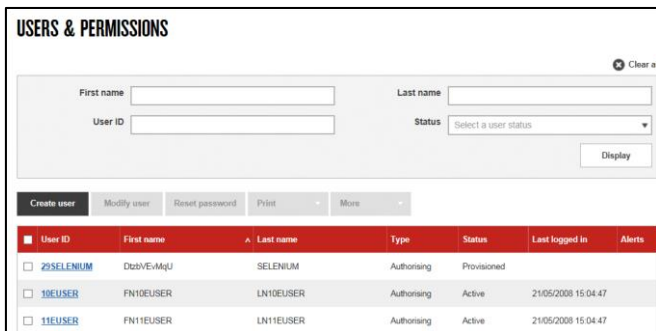 USERS & PERMISSIONS
Clear a
First name Last name
User ID Status Select a user status
Display
Create user Modify user Reset password Print More
User ID First name Last name Type Status Last logged in Alerts
29SELENIUM DtzbVEvMqU SELENIUM Authorising Provisioned
10EUSER FN10EUSER LN10EUSER Authorising Active 21/05/2008 15:04:47
11EUSER FN11EUSER LN11EUSER Authorising Active 21/05/2008 15:04:47